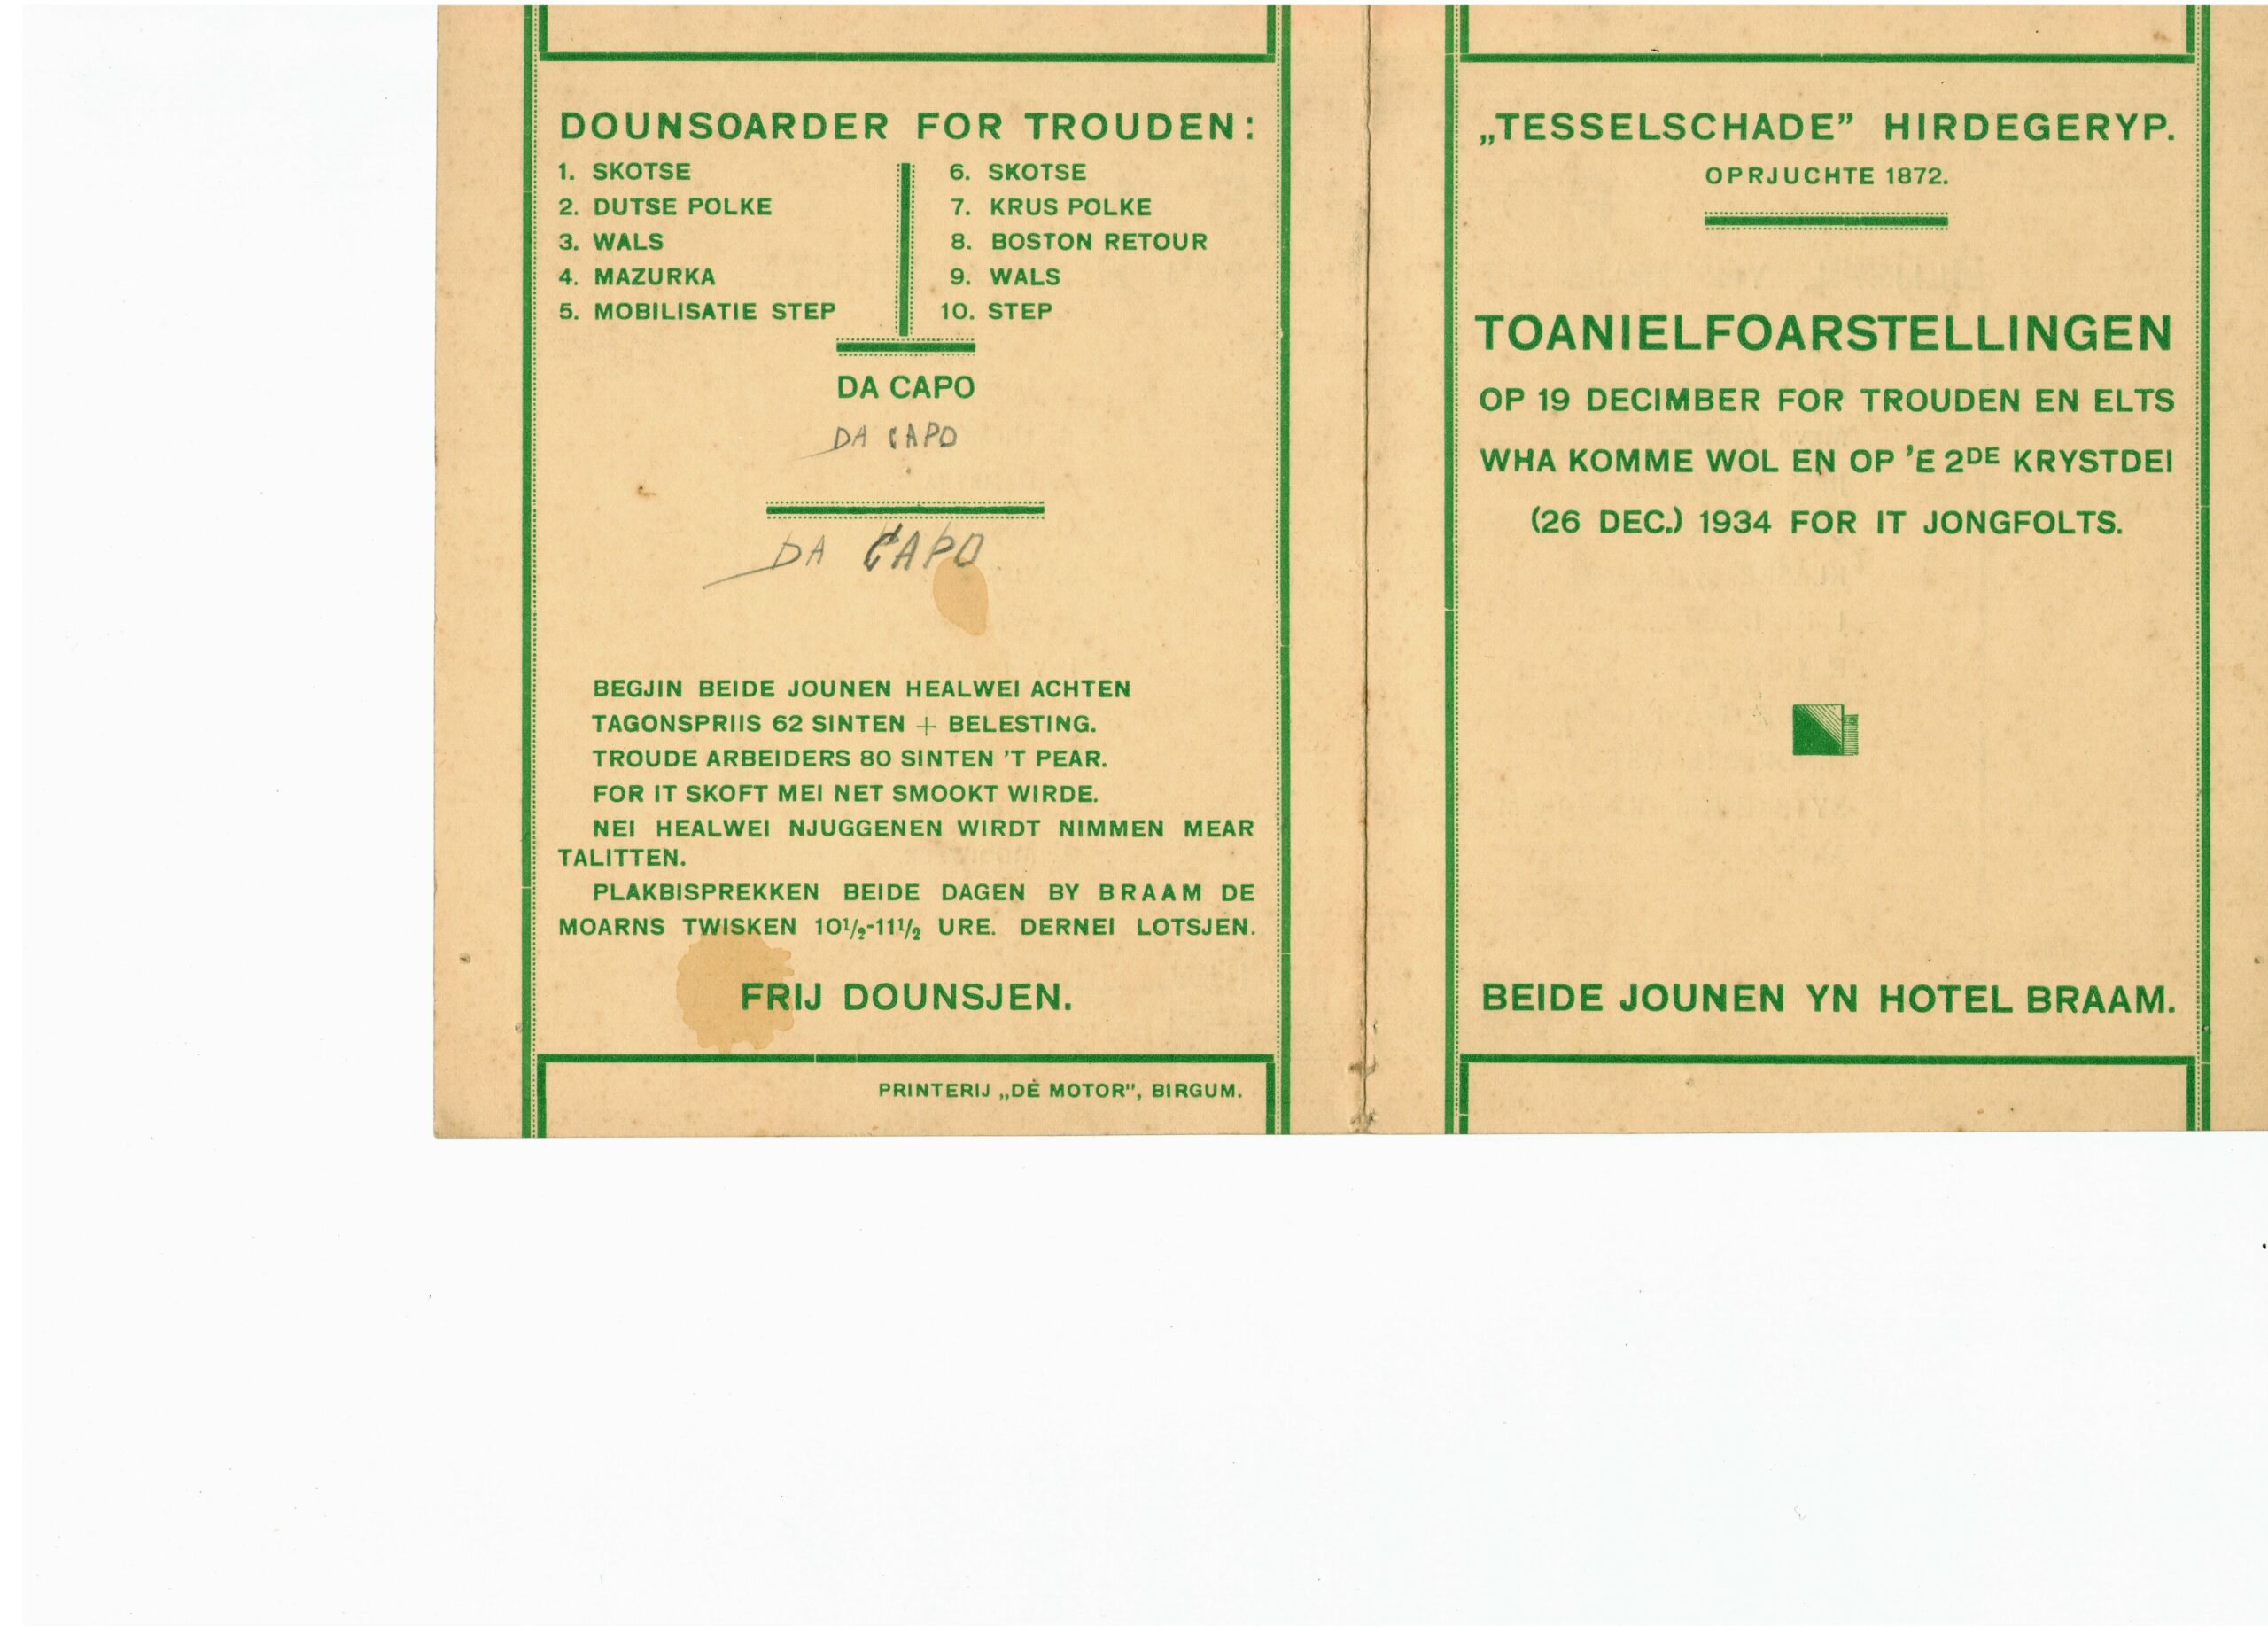 DOUNSOARDER FOR TROUDEN:
1. SKOTSE
2. DUTSE POLKE
3. WALS
4. MAZURKA
5. MOBILISATIE STEP
6. SKOTSE
7. KRUS POLKE
8. BOSTON RETOUR
9. WALS
10. STEP
DA CAPO
DA CAPO
DA CAPO
BEGJIN BEIDE JOUNEN HEALWEI ACHTEN
TAGONSPRIIS 62 SINTEN + BELESTING.
TROUDE ARBEIDERS 80 SINTEN 'T PEAR.
FOR IT SKOFT MEI NET SMOOKT WIRDE.
NEI HEALWEI NJUGGENEN WIRDT NIMMEN MEAR
TALITTEN.
PLAKBISPREKKEN BEIDE DAGEN BY BRAAM DE
MOARNS TWISKEN 10½-11½ URE. DERNEI LOTSJEN.
FRIJ DOUNSJEN.
PRINTERIJ „DE MOTOR", BIRGUM.
„TESSELSCHADE" HIRDEGERYP.
OPRJUCHTE 1872.
TOANIELFOARSTELLINGEN
OP 19 DECIMBER FOR TROUDEN EN ELTS
WHA KOMME WOL EN OP 'E 2DE KRYSTDEI
(26 DEC.) 1934 FOR IT JONGFOLTS.
BEIDE JOUNEN YN HOTEL BRAAM.